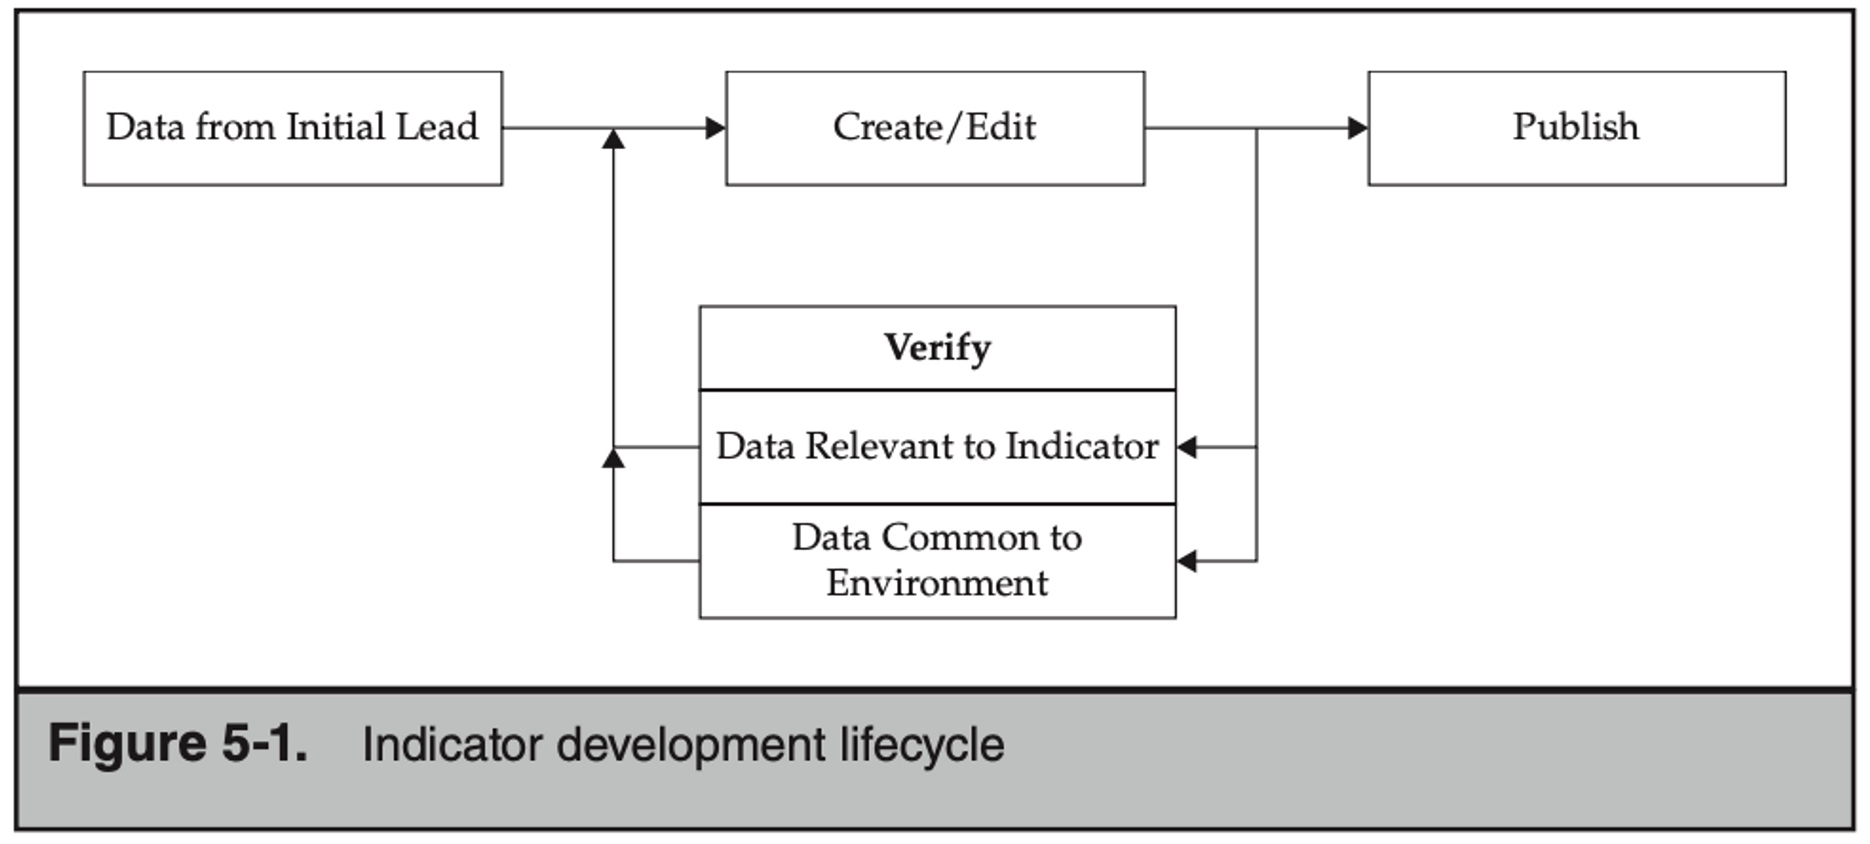 Data from Initial Lead
Create/Edit
Publish
Verify
Data Relevant to Indicator
Data Common to
Environment
Figure 5-1. Indicator development lifecycle